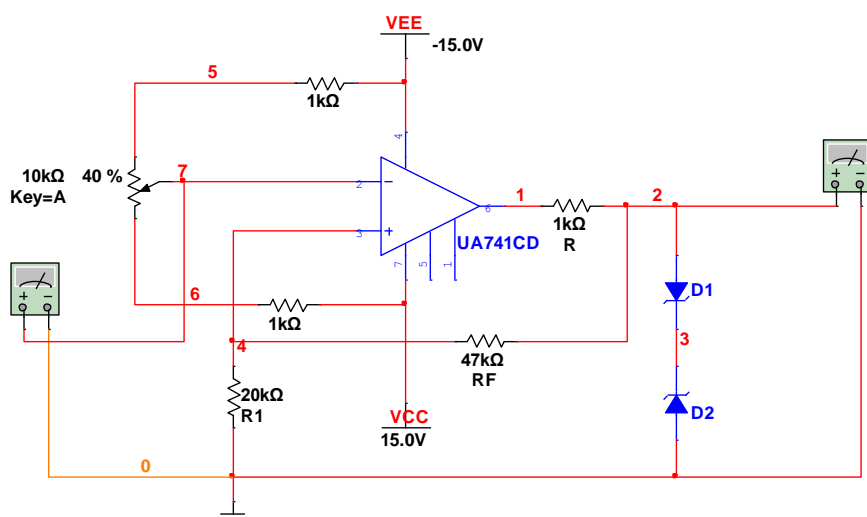 VEE
-15.0V
5
1kΩ
4
10kΩ
Key=A
40 %
7
2
1
6
2
1kΩ
R
3
UA741CD
7
5
1
D1
6
1kΩ
4
3
47kΩ
RF
20kΩ
R1
D2
VCC
15.0V
0